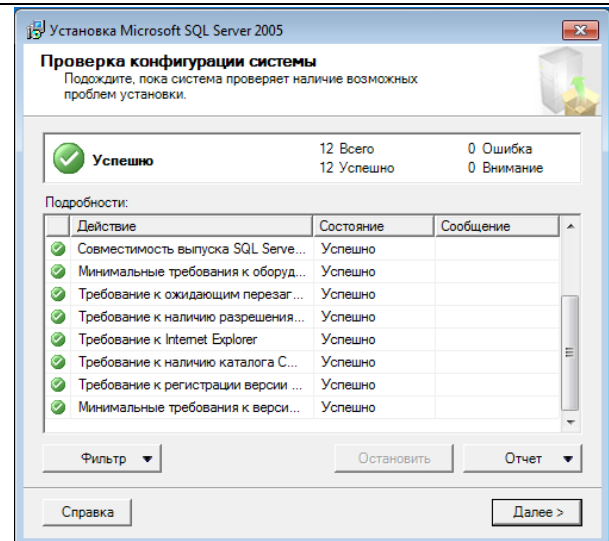 Установка Microsoft SQL Server 2005
Проверка конфигурации системы
Подождите, пока система проверяет наличие возможных
проблем установки.
Успешно
12 Всего
0 Ошибка
12 Успешно
0 Внимание
Подробности:
Действие Состояние Сообщение
Совместимость выпуска SQL Serve... Успешно
Минимальные требования к оборуд... Успешно
Требование к ожидающим перезаг... Успешно
Требование к наличию разрешения... Успешно
Требование к Internet Explorer Успешно
Требование к наличию каталога C... Успешно
Требование к регистрации версии ... Успешно
Минимальные требования к верси... Успешно
Фильтр Остановить Отчет
Справка Далее >